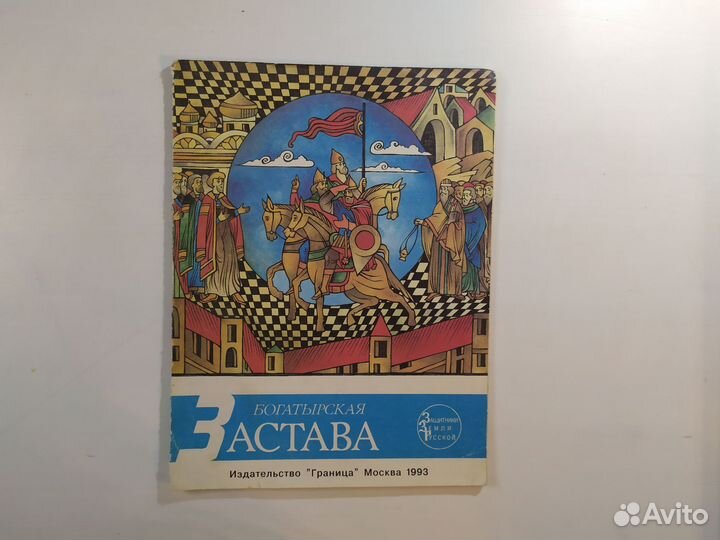 БОГАТЫРСКАЯ
ЗАСТАВА
ЗАЩИТНИКИ
ЗЕМЛИ
РУССКОЙ
Издательство "Граница" Москва 1993
Avito